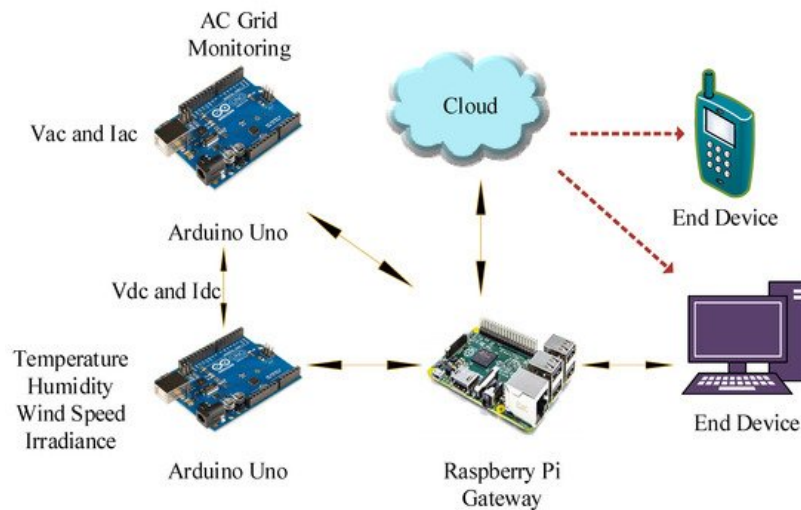 AC Grid
Monitoring
Vac and Iac
Cloud
End Device
Arduino Uno
Vdc and Idc
Temperature
Humidity
Wind Speed
Irradiance
Arduino Uno
Raspberry Pi
Gateway
End Device